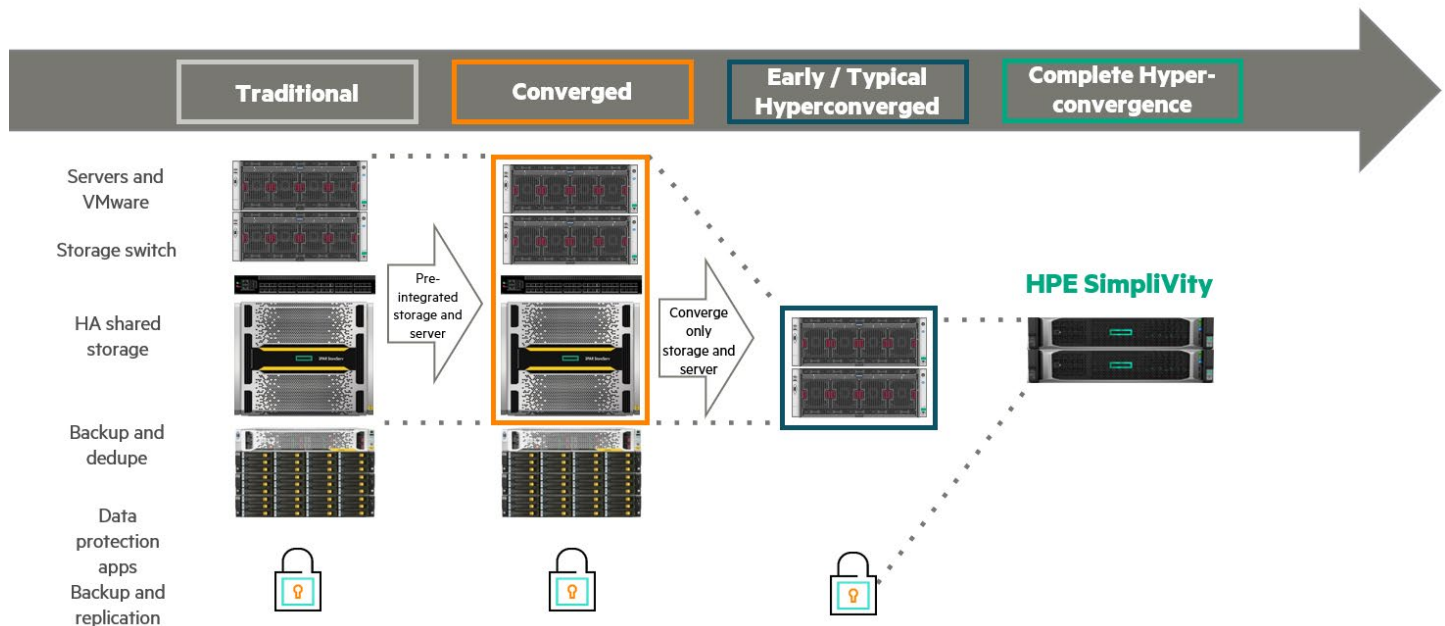 Traditional
Converged
Early / Typical
Hyperconverged
Complete Hyper-
convergence
Servers and
VMware
Storage switch
HA shared
storage
Backup and
dedupe
Data
protection
apps
Backup and
replication
Pre-
integrated
storage and
server
Converge
only
storage and
server
HPE SimpliVity